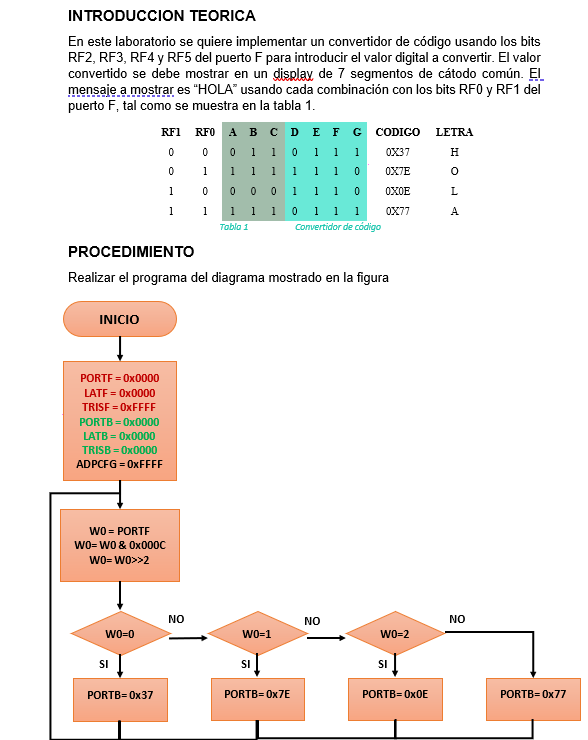 INTRODUCCION TEORICA
En este laboratorio se quiere implementar un convertidor de código usando los bits
RF2, RF3, RF4 y RF5 del puerto F para introducir el valor digital a convertir. El valor
convertido se debe mostrar en un display de 7 segmentos de cátodo común. El
mensaje a mostrar es “HOLA” usando cada combinación con los bits RF0 y RF1 del
puerto F, tal como se muestra en la tabla 1.
RF1 RF0 A B C D E F G CODIGO LETRA
0 0 0 1 1 0 1 1 1 0X37 H
0 1 1 1 1 1 1 1 0 0X7E O
1 0 0 0 0 1 1 1 0 0X0E L
1 1 1 1 1 0 1 1 1 0X77 A
Tabla 1 Convertidor de código
PROCEDIMIENTO
Realizar el programa del diagrama mostrado en la figura
INICIO
PORTF = 0x0000
LATF = 0x0000
TRISF = 0xFFFF
PORTB = 0x0000
LATB = 0x0000
TRISB = 0x0000
ADPCFG = 0xFFFF
W0 = PORTF
W0= W0 & 0x000C
W0= W0>>2
W0=0 NO W0=1 NO W0=2 NO
SI SI SI
PORTB= 0x37 PORTB= 0x7E PORTB= 0x0E PORTB= 0x77